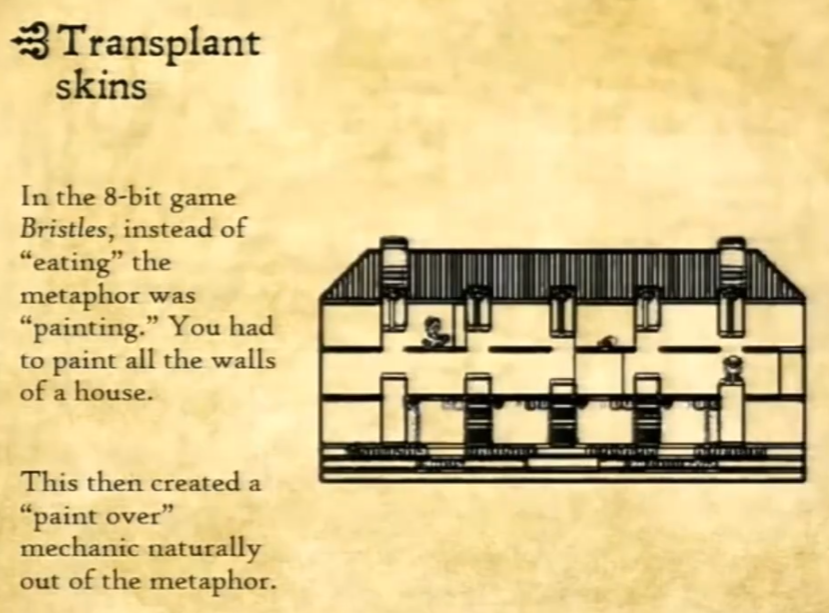 Transplant
skins
In the 8-bit game
Bristles, instead of
“eating” the
metaphor was
“painting.” You had
to paint all the walls
of a house.
This then created a
“paint over”
mechanic naturally
out of the metaphor.